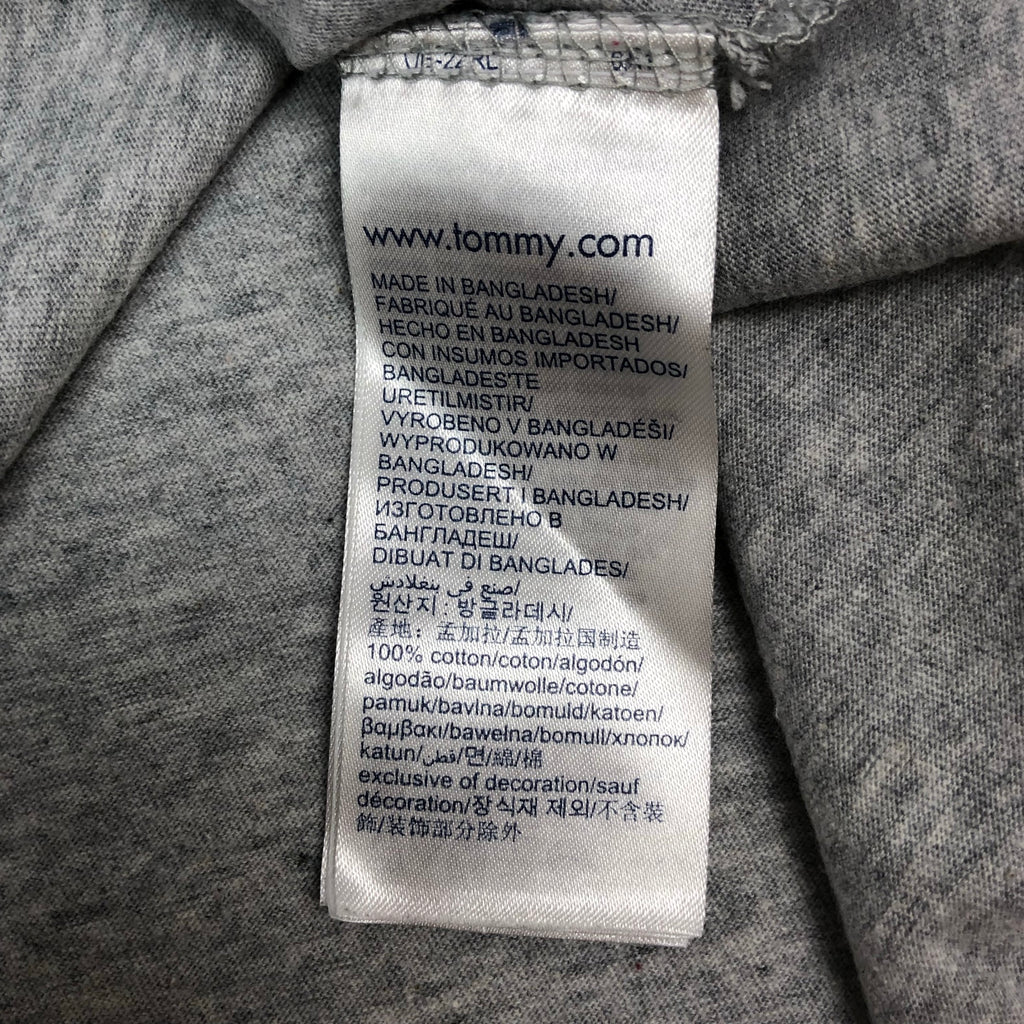 www.tommy.com
MADE IN BANGLADESH/
FABRIQUÉ AU BANGLADESH/
HECHO EN BANGLADESH
CON INSUMOS IMPORTADOS/
BANGLADES'TE
URETILMISTIR/
VYROBENO V BANGLADÉŠI/
WYPRODUKOWANO W
BANGLADESH/
PRODUSERT I BANGLADESH/
ИЗГОТОВЛЕНО В
БАНГЛАДЕШ/
DIBUAT DI BANGLADES/
صنع في بنغلادش/
원산지 : 방글라데시/
產地：孟加拉/孟加拉国制造
100% cotton/coton/algodón/
algodão/baumwolle/cotone/
pamuk/bavlna/bomuld/katoen/
βαμβακι/bawełna/bomull/хлопок/
katun/قطن/면/綿/棉
exclusive of decoration/sauf
décoration/장식재 제외/不含裝
飾/装饰部分除外